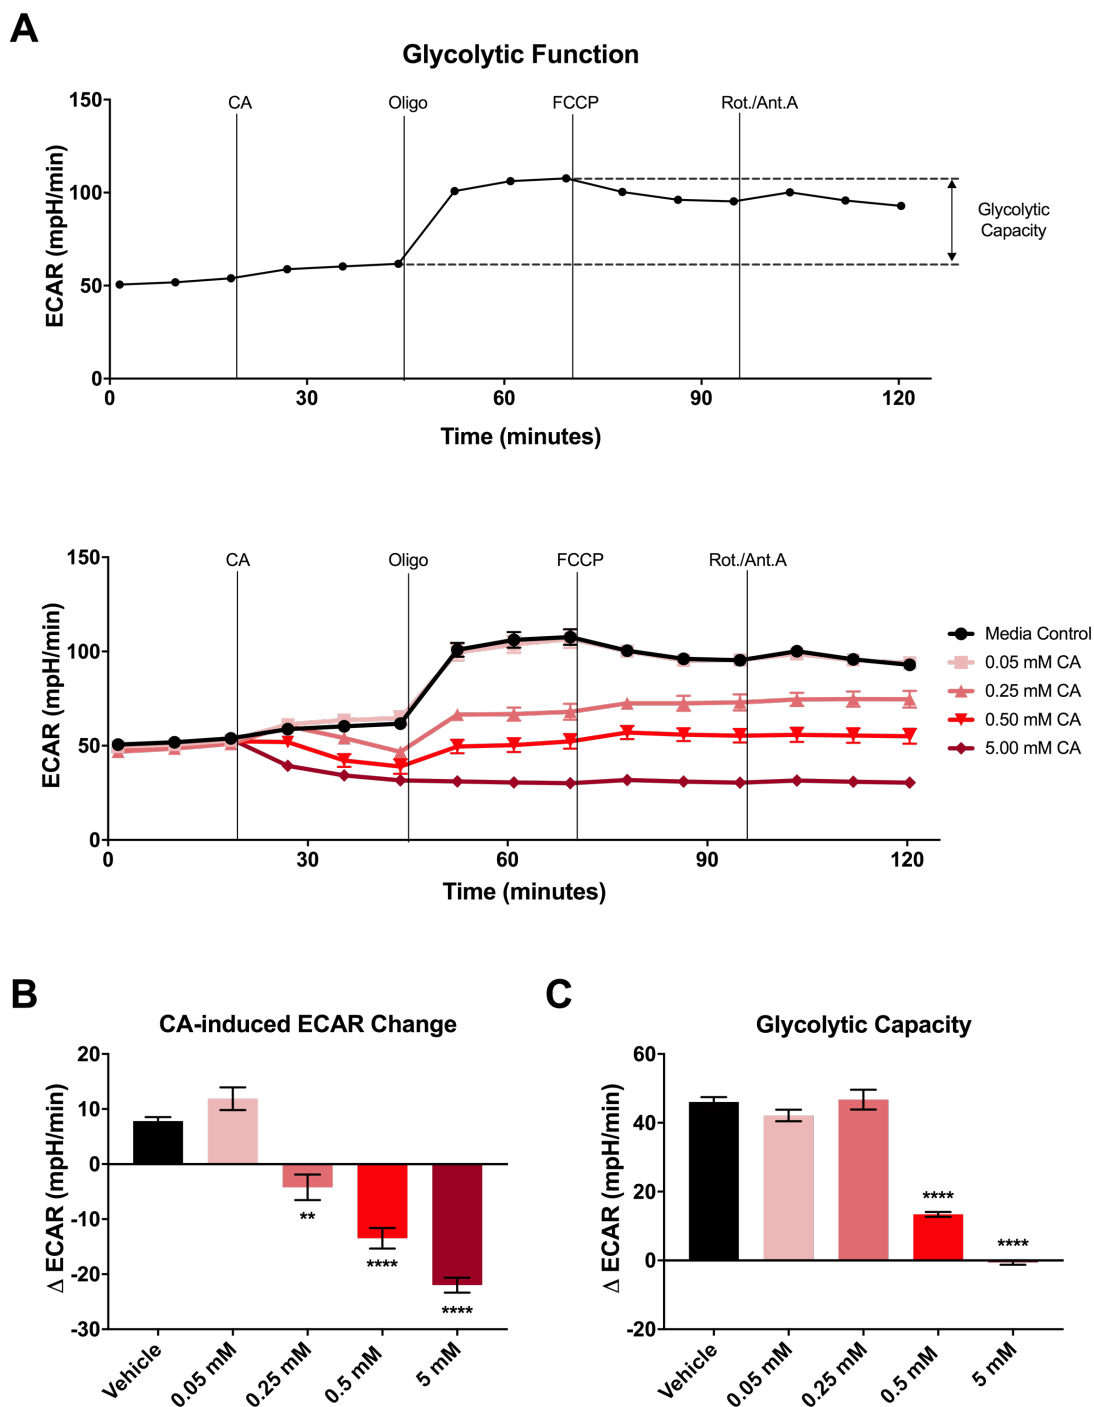 A
Glycolytic Function
CA
Oligo
FCCP
Rot./Ant.A
150
100
50
0
ECAR (mpH/min)
Glycolytic
Capacity
0
30
60
90
120
Time (minutes)
CA
Oligo
FCCP
Rot./Ant.A
150
100
50
0
ECAR (mpH/min)
Media Control
0.05 mM CA
0.25 mM CA
0.50 mM CA
5.00 mM CA
0
30
60
90
120
Time (minutes)
B
CA-induced ECAR Change
20
10
0
-10
-20
-30
Δ ECAR (mpH/min)
**
****
****
Vehicle
0.05 mM
0.25 mM
0.5 mM
5 mM
C
Glycolytic Capacity
60
40
20
0
-20
Δ ECAR (mpH/min)
****
****
Vehicle
0.05 mM
0.25 mM
0.5 mM
5 mM